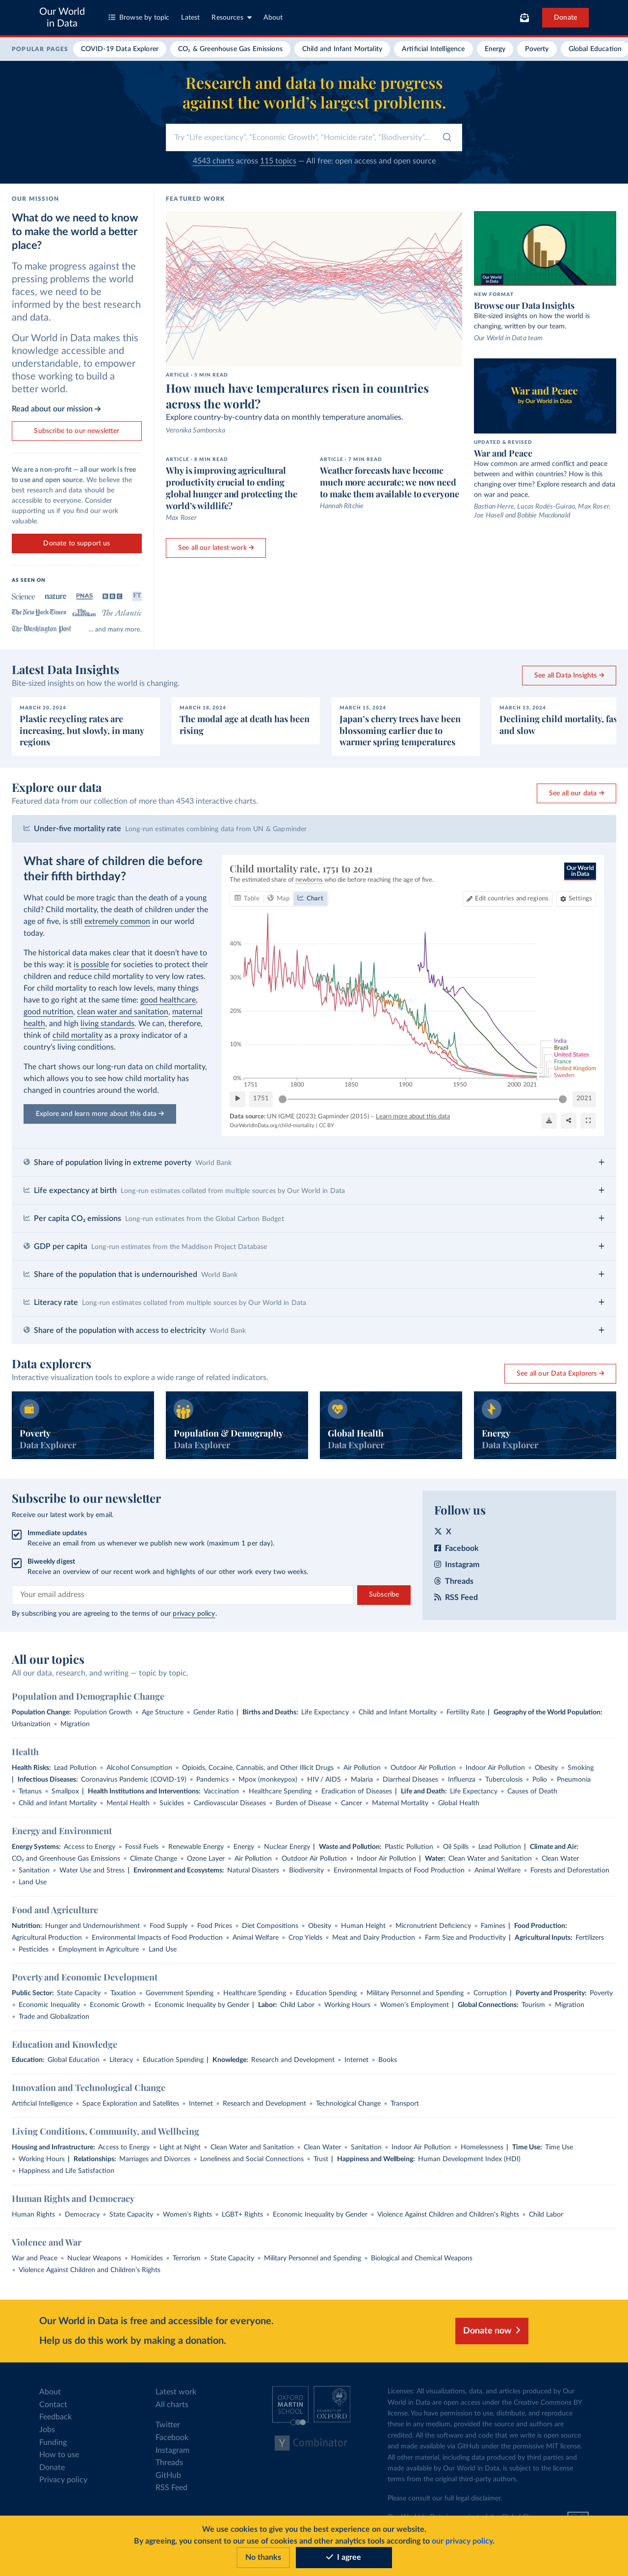 Our World
in Data
Browse by topic
Latest
Resources
About
Donate
POPULAR PAGES
COVID-19 Data Explorer
CO₂ & Greenhouse Gas Emissions
Child and Infant Mortality
Artificial Intelligence
Energy
Poverty
Global Education
Research and data to make progress
against the world's largest problems.
Try "Life expectancy", "Economic Growth", "Homicide rate", "Biodiversity"...
4543 charts across 115 topics — All free: open access and open source
OUR MISSION
What do we need to know
to make the world a better
place?
To make progress against the
pressing problems the world
faces, we need to be
informed by the best research
and data.
Our World in Data makes this
knowledge accessible and
understandable, to empower
those working to build a
better world.
Read about our mission →
Subscribe to our newsletter
We are a non-profit — all our work is free
to use and open source. We believe the
best research and data should be
accessible to everyone. Consider
supporting us if you find our work
valuable.
Donate to support us
AS SEEN ON
Science
nature
PNAS
BBC
FT
The New York Times
The Guardian
The Atlantic
The Washington Post
... and many more.
FEATURED WORK
ARTICLE • 5 MIN READ
How much have temperatures risen in countries
across the world?
Explore country-by-country data on monthly temperature anomalies.
Veronika Samborska
ARTICLE • 8 MIN READ
Why is improving agricultural
productivity crucial to ending
global hunger and protecting the
world's wildlife?
Max Roser
ARTICLE • 7 MIN READ
Weather forecasts have become
much more accurate; we now need
to make them available to everyone
Hannah Ritchie
See all our latest work →
Our World
in Data
NEW FORMAT
Browse our Data Insights
Bite-sized insights on how the world is
changing, written by our team.
Our World in Data team
War and Peace
by Our World in Data
UPDATED & REVISED
War and Peace
How common are armed conflict and peace
between and within countries? How is this
changing over time? Explore research and data
on war and peace.
Bastian Herre, Lucas Rodés-Guirao, Max Roser,
Joe Hasell and Bobbie Macdonald
Latest Data Insights
Bite-sized insights on how the world is changing.
See all Data Insights →
MARCH 20, 2024
Plastic recycling rates are
increasing, but slowly, in many
regions
MARCH 18, 2024
The modal age at death has been
rising
MARCH 15, 2024
Japan's cherry trees have been
blossoming earlier due to
warmer spring temperatures
MARCH 13, 2024
Declining child mortality, fas
and slow
Explore our data
Featured data from our collection of more than 4543 interactive charts.
See all our data →
Under-five mortality rate Long-run estimates combining data from UN & Gapminder
What share of children die before
their fifth birthday?
What could be more tragic than the death of a young
child? Child mortality, the death of children under the
age of five, is still extremely common in our world
today.
The historical data makes clear that it doesn't have to
be this way: it is possible for societies to protect their
children and reduce child mortality to very low rates.
For child mortality to reach low levels, many things
have to go right at the same time: good healthcare,
good nutrition, clean water and sanitation, maternal
health, and high living standards. We can, therefore,
think of child mortality as a proxy indicator of a
country's living conditions.
The chart shows our long-run data on child mortality,
which allows you to see how child mortality has
changed in countries around the world.
Explore and learn more about this data →
Child mortality rate, 1751 to 2021
The estimated share of newborns who die before reaching the age of five.
Our World
in Data
Table
Map
Chart
Edit countries and regions
Settings
40%
30%
20%
10%
0%
1751
1800
1850
1900
1950
2000
2021
India
Brazil
United States
France
United Kingdom
Sweden
1751
2021
Data source: UN IGME (2023); Gapminder (2015) – Learn more about this data
OurWorldInData.org/child-mortality | CC BY
Share of population living in extreme poverty World Bank
Life expectancy at birth Long-run estimates collated from multiple sources by Our World in Data
Per capita CO₂ emissions Long-run estimates from the Global Carbon Budget
GDP per capita Long-run estimates from the Maddison Project Database
Share of the population that is undernourished World Bank
Literacy rate Long-run estimates collated from multiple sources by Our World in Data
Share of the population with access to electricity World Bank
Data explorers
Interactive visualization tools to explore a wide range of related indicators.
See all our Data Explorers →
Poverty
Data Explorer
Population & Demography
Data Explorer
Global Health
Data Explorer
Energy
Data Explorer
Subscribe to our newsletter
Receive our latest work by email.
Immediate updates
Receive an email from us whenever we publish new work (maximum 1 per day).
Biweekly digest
Receive an overview of our recent work and highlights of our other work every two weeks.
Your email address
Subscribe
By subscribing you are agreeing to the terms of our privacy policy.
Follow us
X
Facebook
Instagram
Threads
RSS Feed
All our topics
All our data, research, and writing — topic by topic.
Population and Demographic Change
Population Change: Population Growth • Age Structure • Gender Ratio | Births and Deaths: Life Expectancy • Child and Infant Mortality • Fertility Rate | Geography of the World Population:
Urbanization • Migration
Health
Health Risks: Lead Pollution • Alcohol Consumption • Opioids, Cocaine, Cannabis, and Other Illicit Drugs • Air Pollution • Outdoor Air Pollution • Indoor Air Pollution • Obesity • Smoking
| Infectious Diseases: Coronavirus Pandemic (COVID-19) • Pandemics • Mpox (monkeypox) • HIV / AIDS • Malaria • Diarrheal Diseases • Influenza • Tuberculosis • Polio • Pneumonia
• Tetanus • Smallpox | Health Institutions and Interventions: Vaccination • Healthcare Spending • Eradication of Diseases | Life and Death: Life Expectancy • Causes of Death
• Child and Infant Mortality • Mental Health • Suicides • Cardiovascular Diseases • Burden of Disease • Cancer • Maternal Mortality • Global Health
Energy and Environment
Energy Systems: Access to Energy • Fossil Fuels • Renewable Energy • Energy • Nuclear Energy | Waste and Pollution: Plastic Pollution • Oil Spills • Lead Pollution | Climate and Air:
CO₂ and Greenhouse Gas Emissions • Climate Change • Ozone Layer • Air Pollution • Outdoor Air Pollution • Indoor Air Pollution | Water: Clean Water and Sanitation • Clean Water
• Sanitation • Water Use and Stress | Environment and Ecosystems: Natural Disasters • Biodiversity • Environmental Impacts of Food Production • Animal Welfare • Forests and Deforestation
• Land Use
Food and Agriculture
Nutrition: Hunger and Undernourishment • Food Supply • Food Prices • Diet Compositions • Obesity • Human Height • Micronutrient Deficiency • Famines | Food Production:
Agricultural Production • Environmental Impacts of Food Production • Animal Welfare • Crop Yields • Meat and Dairy Production • Farm Size and Productivity | Agricultural Inputs: Fertilizers
• Pesticides • Employment in Agriculture • Land Use
Poverty and Economic Development
Public Sector: State Capacity • Taxation • Government Spending • Healthcare Spending • Education Spending • Military Personnel and Spending • Corruption | Poverty and Prosperity: Poverty
• Economic Inequality • Economic Growth • Economic Inequality by Gender | Labor: Child Labor • Working Hours • Women's Employment | Global Connections: Tourism • Migration
• Trade and Globalization
Education and Knowledge
Education: Global Education • Literacy • Education Spending | Knowledge: Research and Development • Internet • Books
Innovation and Technological Change
Artificial Intelligence • Space Exploration and Satellites • Internet • Research and Development • Technological Change • Transport
Living Conditions, Community, and Wellbeing
Housing and Infrastructure: Access to Energy • Light at Night • Clean Water and Sanitation • Clean Water • Sanitation • Indoor Air Pollution • Homelessness | Time Use: Time Use
• Working Hours | Relationships: Marriages and Divorces • Loneliness and Social Connections • Trust | Happiness and Wellbeing: Human Development Index (HDI)
• Happiness and Life Satisfaction
Human Rights and Democracy
Human Rights • Democracy • State Capacity • Women's Rights • LGBT+ Rights • Economic Inequality by Gender • Violence Against Children and Children's Rights • Child Labor
Violence and War
War and Peace • Nuclear Weapons • Homicides • Terrorism • State Capacity • Military Personnel and Spending • Biological and Chemical Weapons
• Violence Against Children and Children's Rights
Our World in Data is free and accessible for everyone.
Help us do this work by making a donation.
Donate now
About
Contact
Feedback
Jobs
Funding
How to use
Donate
Privacy policy
Latest work
All charts
Twitter
Facebook
Instagram
Threads
GitHub
RSS Feed
OXFORD
MARTIN
SCHOOL
UNIVERSITY OF
OXFORD
Y Combinator
Licenses: All visualizations, data, and articles produced by Our
World in Data are open access under the Creative Commons BY
license. You have permission to use, distribute, and reproduce
these in any medium, provided the source and authors are
credited. All the software and code that we write is open source
and made available via GitHub under the permissive MIT license.
All other material, including data produced by third parties and
made available by Our World in Data, is subject to the license
terms from the original third-party authors.
Please consult our full legal disclaimer.
We use cookies to give you the best experience on our website.
By agreeing, you consent to our use of cookies and other analytics tools according to our privacy policy.
No thanks
I agree